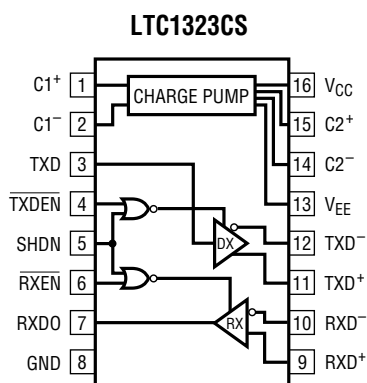 LTC1323CS
C1+ 1 CHARGE PUMP 16 VCC
C1− 2 15 C2+
TXD 3 14 C2−
TXDEN 4 13 VEE
SHDN 5 DX 12 TXD−
RXEN 6 11 TXD+
RXDO 7 RX 10 RXD−
GND 8 9 RXD+